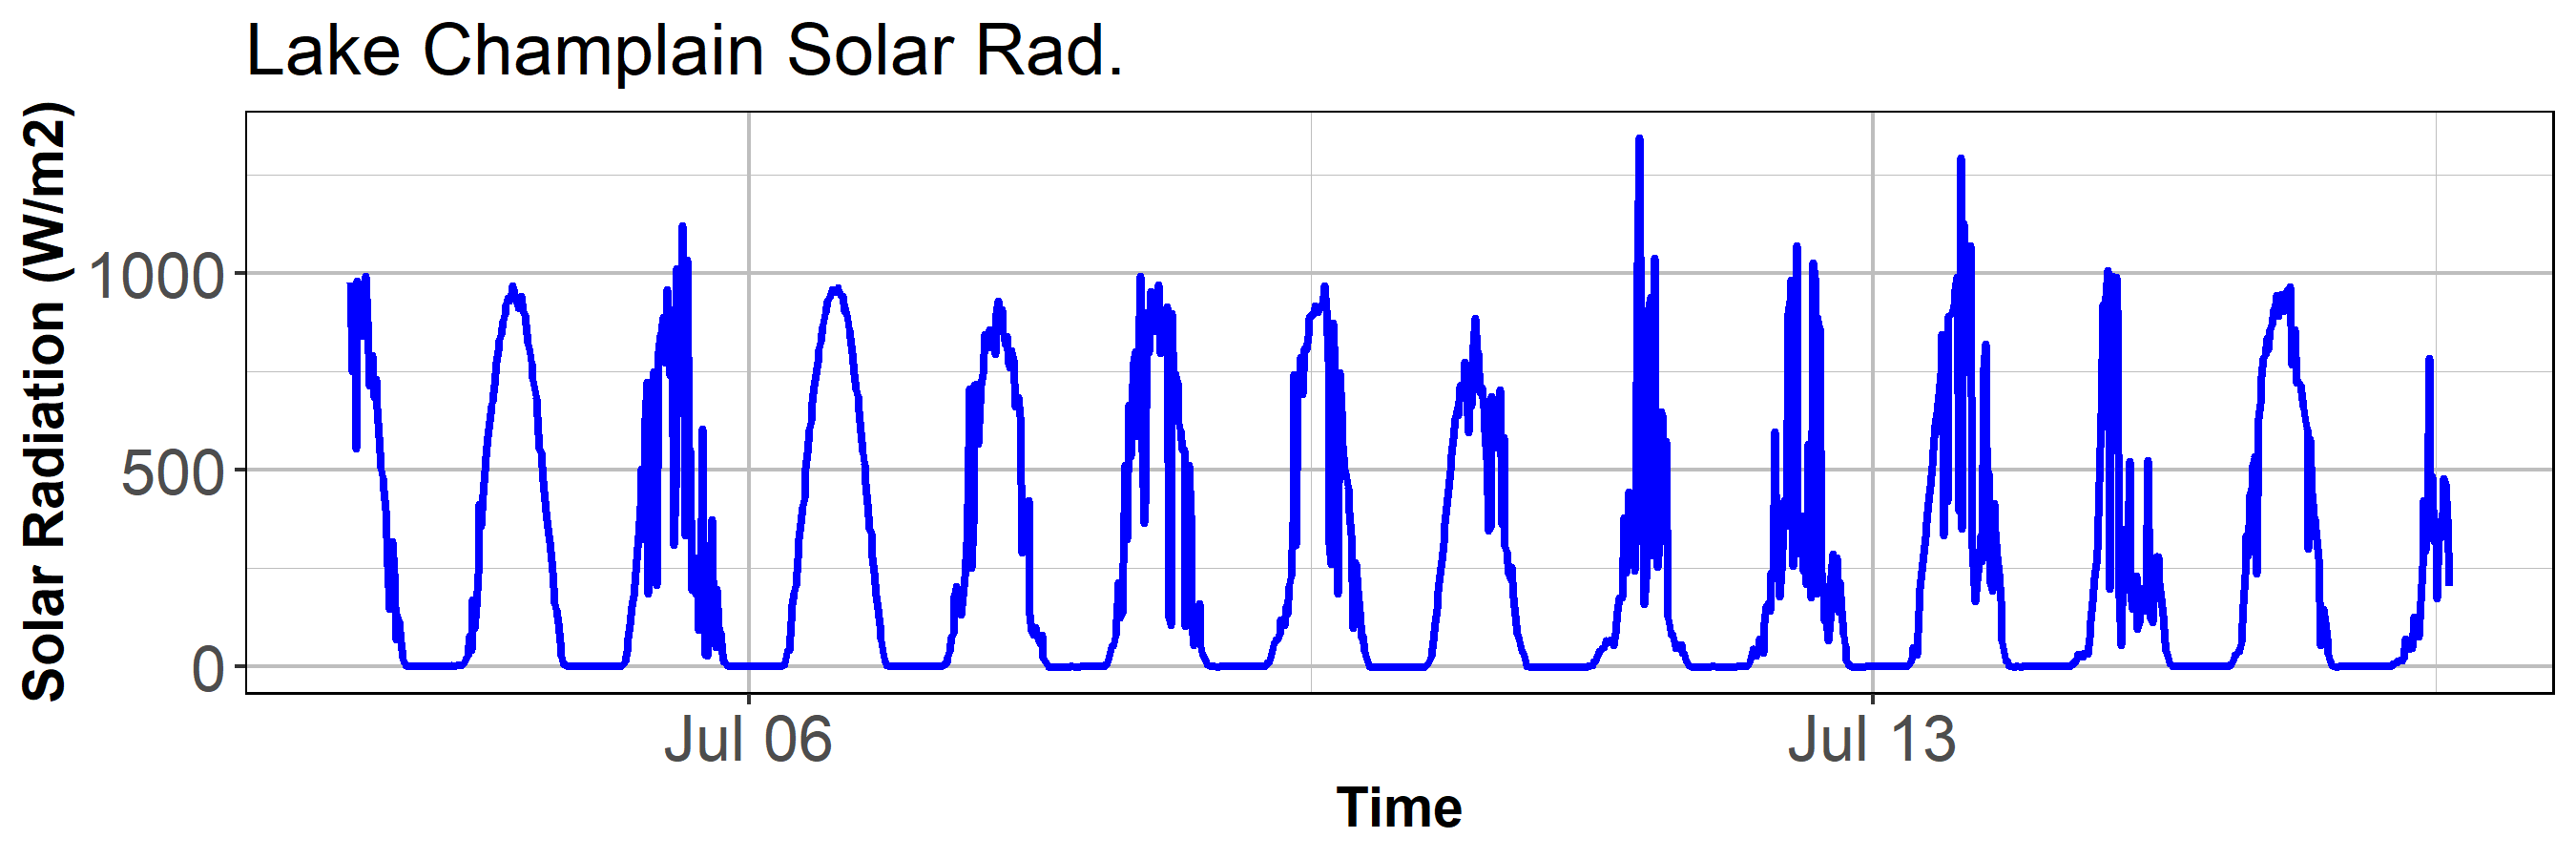 Lake Champlain Solar Rad.
Solar Radiation (W/m2)
1000
500
0
Jul 06
Jul 13
Time